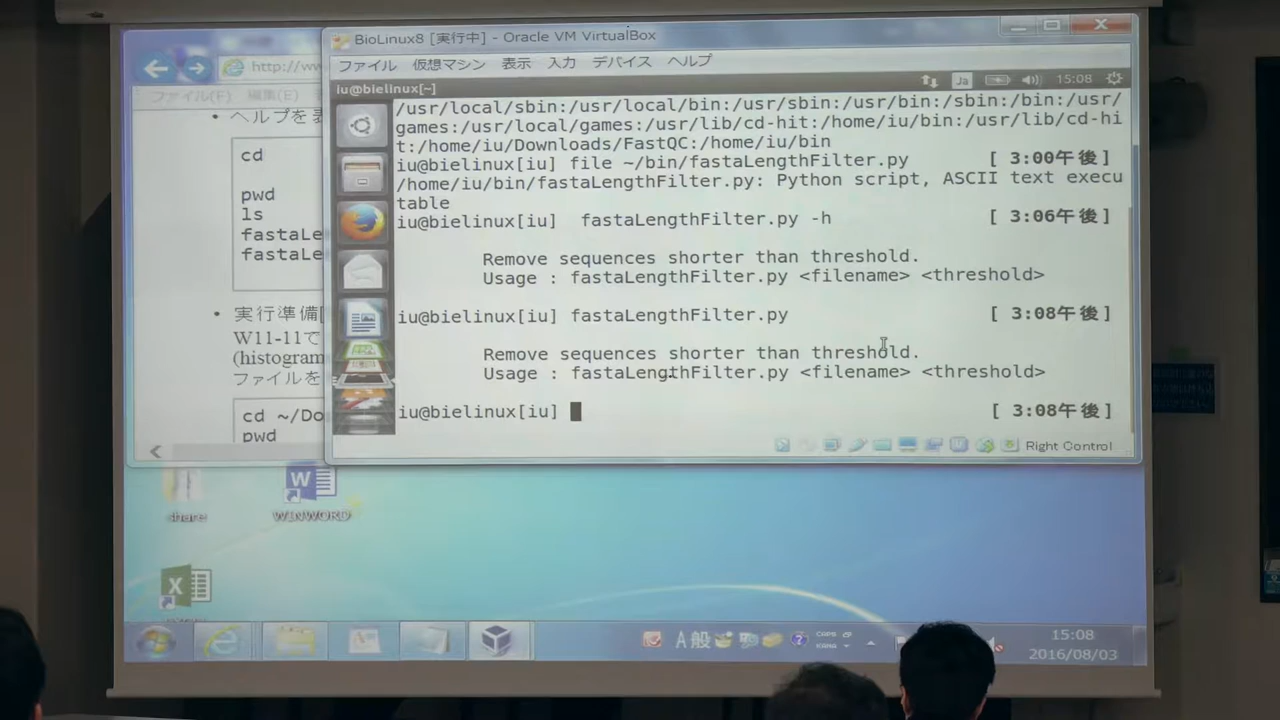 BioLinux8 [実行中] - Oracle VM VirtualBox
ファイル 仮想マシン 表示 入力 デバイス ヘルプ
iu@bielinux[~]
Ja
15:08
/usr/local/sbin:/usr/local/bin:/usr/sbin:/usr/bin:/sbin:/bin:/usr/
games:/usr/local/games:/usr/lib/cd-hit:/home/iu/bin:/usr/lib/cd-hi
t:/home/iu/Downloads/FastQC:/home/iu/bin
iu@bielinux[iu] file ~/bin/fastaLengthFilter.py [ 3:00午後]
/home/iu/bin/fastaLengthFilter.py: Python script, ASCII text execu
table
iu@bielinux[iu] fastaLengthFilter.py -h [ 3:06午後]
Remove sequences shorter than threshold.
Usage : fastaLengthFilter.py <filename> <threshold>
iu@bielinux[iu] fastaLengthFilter.py [ 3:08午後]
Remove sequences shorter than threshold.
Usage : fastaLengthFilter.py <filename> <threshold>
iu@bielinux[iu] [ 3:08午後]
Right Control
http://w
ファイル(F) 編集(E)
• ヘルプを
cd
pwd
ls
fastaLe
fastaLe
• 実行準備
W11-11で
(histogram
ファイルを
cd ~/Do
pwd
share
WINWORD
A 般
CAPS
KANA
15:08
2016/08/03